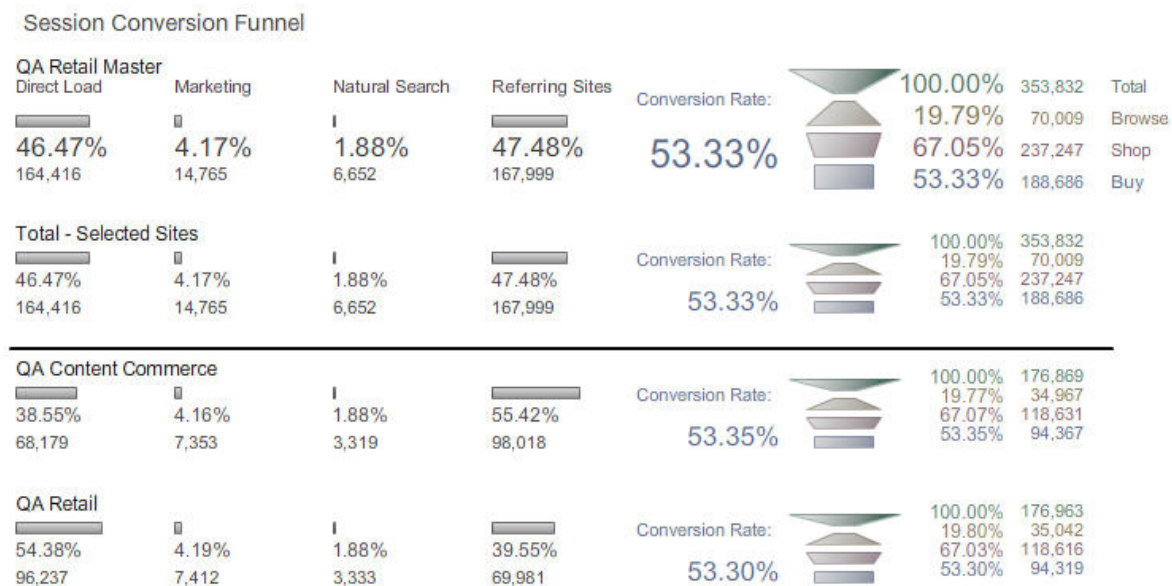 Session Conversion Funnel
QA Retail Master
Direct Load Marketing Natural Search Referring Sites
Conversion Rate:
46.47% 4.17% 1.88% 47.48%
164,416 14,765 6,652 167,999
53.33%
100.00% 353,832 Total
19.79% 70,009 Browse
67.05% 237,247 Shop
53.33% 188,686 Buy
Total - Selected Sites
46.47% 4.17% 1.88% 47.48%
164,416 14,765 6,652 167,999
Conversion Rate:
53.33%
100.00% 353,832
19.79% 70,009
67.05% 237,247
53.33% 188,686
QA Content Commerce
38.55% 4.16% 1.88% 55.42%
68,179 7,353 3,319 98,018
Conversion Rate:
53.35%
100.00% 176,869
19.77% 34,967
67.07% 118,631
53.35% 94,367
QA Retail
54.38% 4.19% 1.88% 39.55%
96,237 7,412 3,333 69,981
Conversion Rate:
53.30%
100.00% 176,963
19.80% 35,042
67.03% 118,616
53.30% 94,319